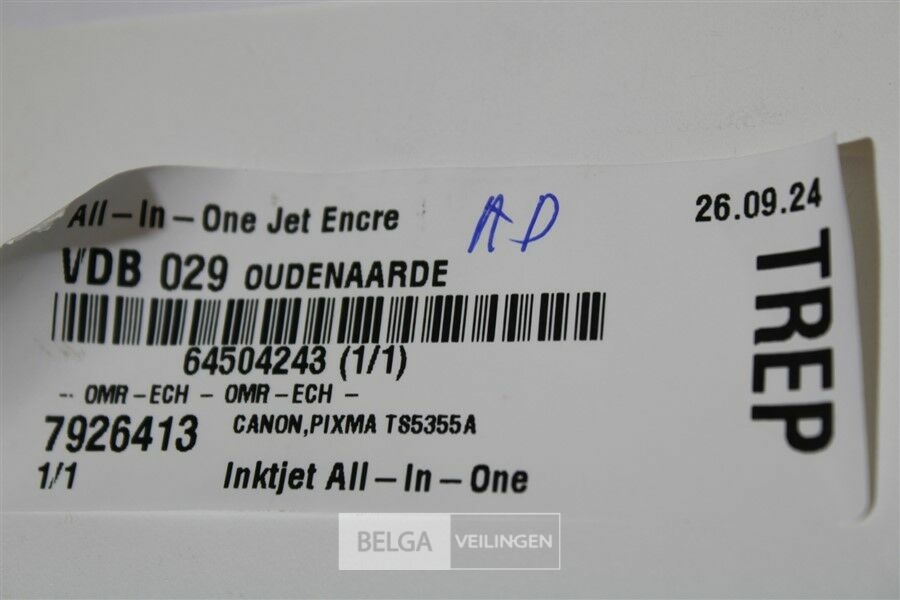 All-In-One Jet Encre
AD
26.09.24
VDB 029 OUDENAARDE
TREP
64504243 (1/1)
-- OMR-ECH - OMR-ECH -
7926413 CANON,PIXMA TS5355A
1/1 Inktjet All-In-One
BELGA VEILINGEN